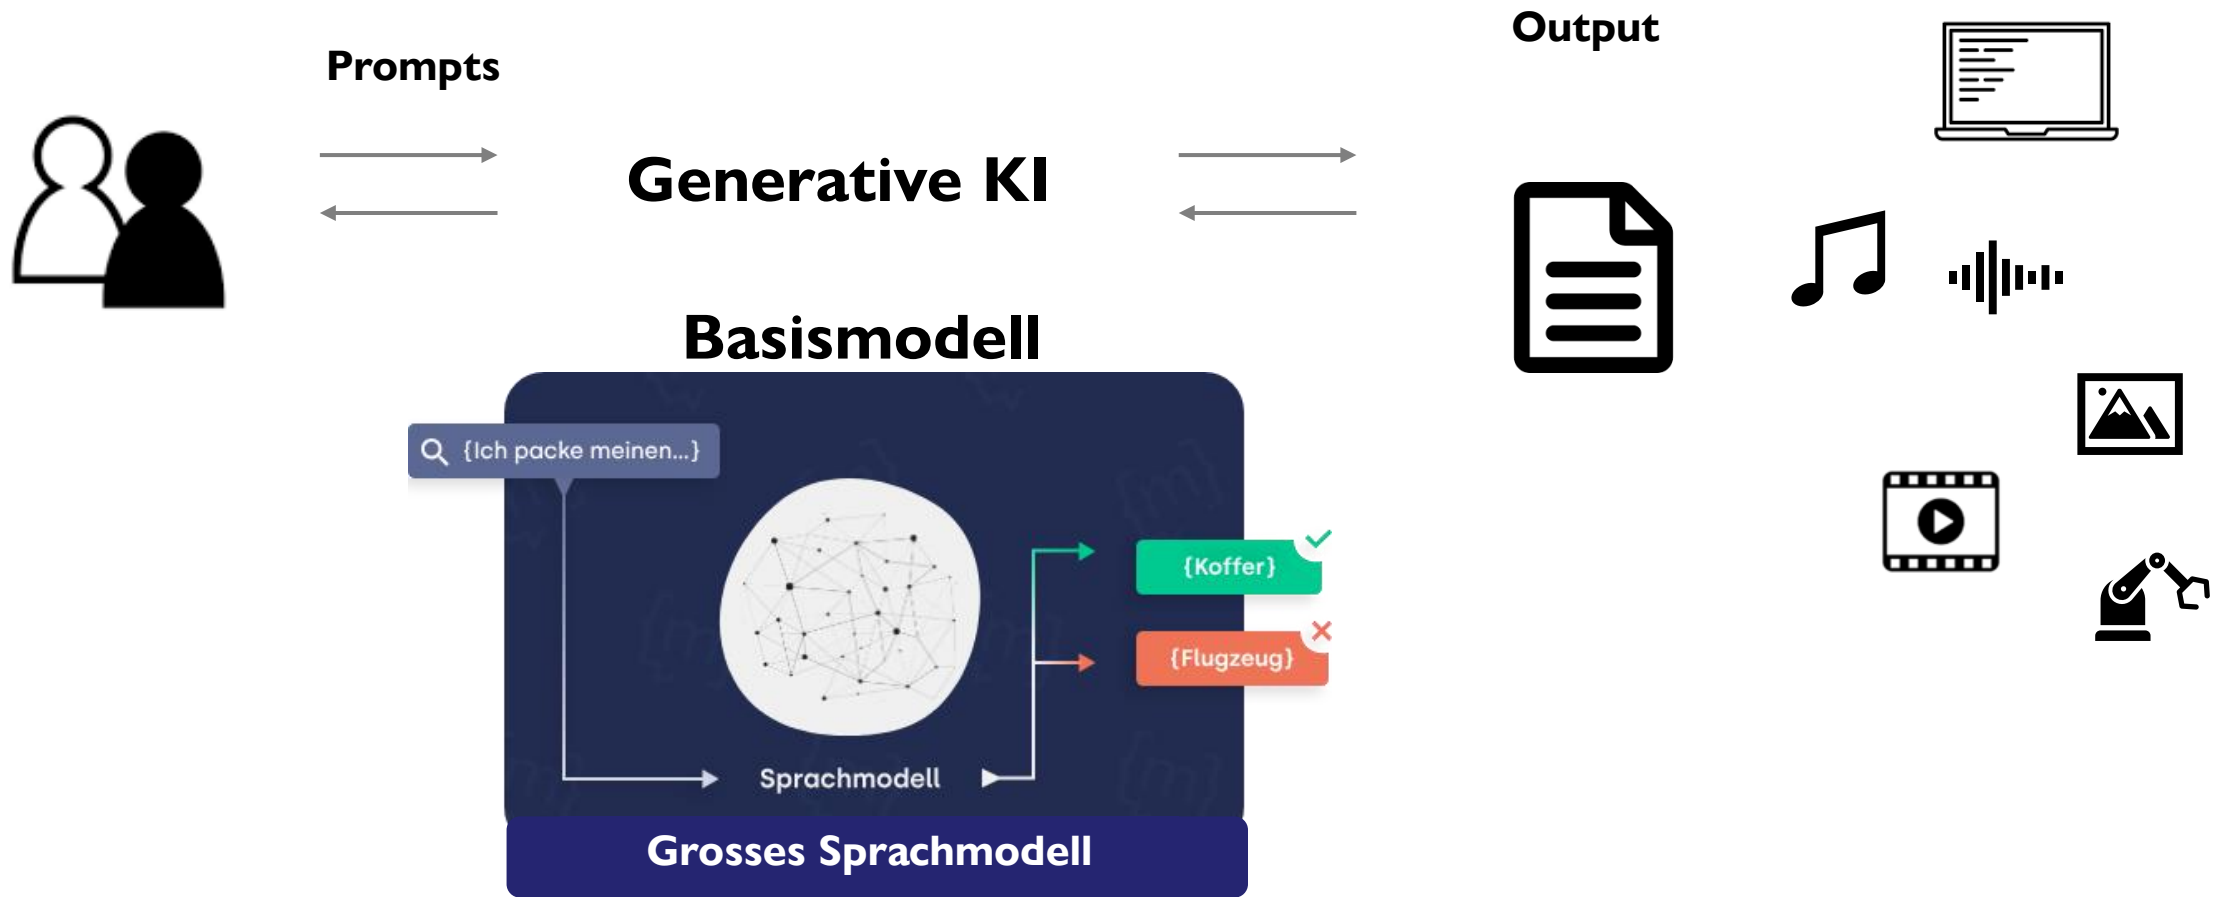 Output
Prompts
Generative KI
Basismodell
{Ich packe meinen...}
{Koffer}
{Flugzeug}
Sprachmodell
Grosses Sprachmodell